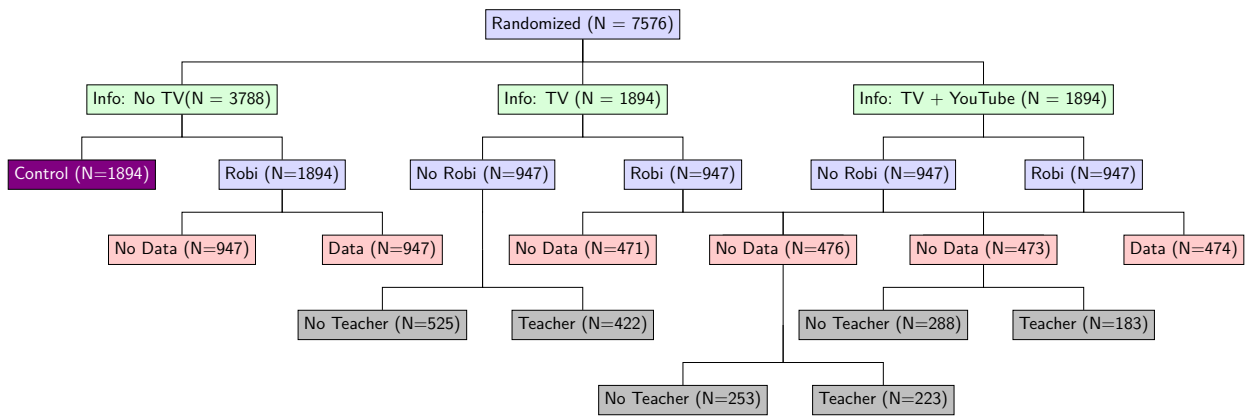 Randomized (N = 7576)
Info: No TV(N = 3788)
Info: TV (N = 1894)
Info: TV + YouTube (N = 1894)
Control (N=1894)
Robi (N=1894)
No Robi (N=947)
Robi (N=947)
No Robi (N=947)
Robi (N=947)
No Data (N=947)
Data (N=947)
No Data (N=471)
No Data (N=476)
No Data (N=473)
Data (N=474)
No Teacher (N=525)
Teacher (N=422)
No Teacher (N=288)
Teacher (N=183)
No Teacher (N=253)
Teacher (N=223)